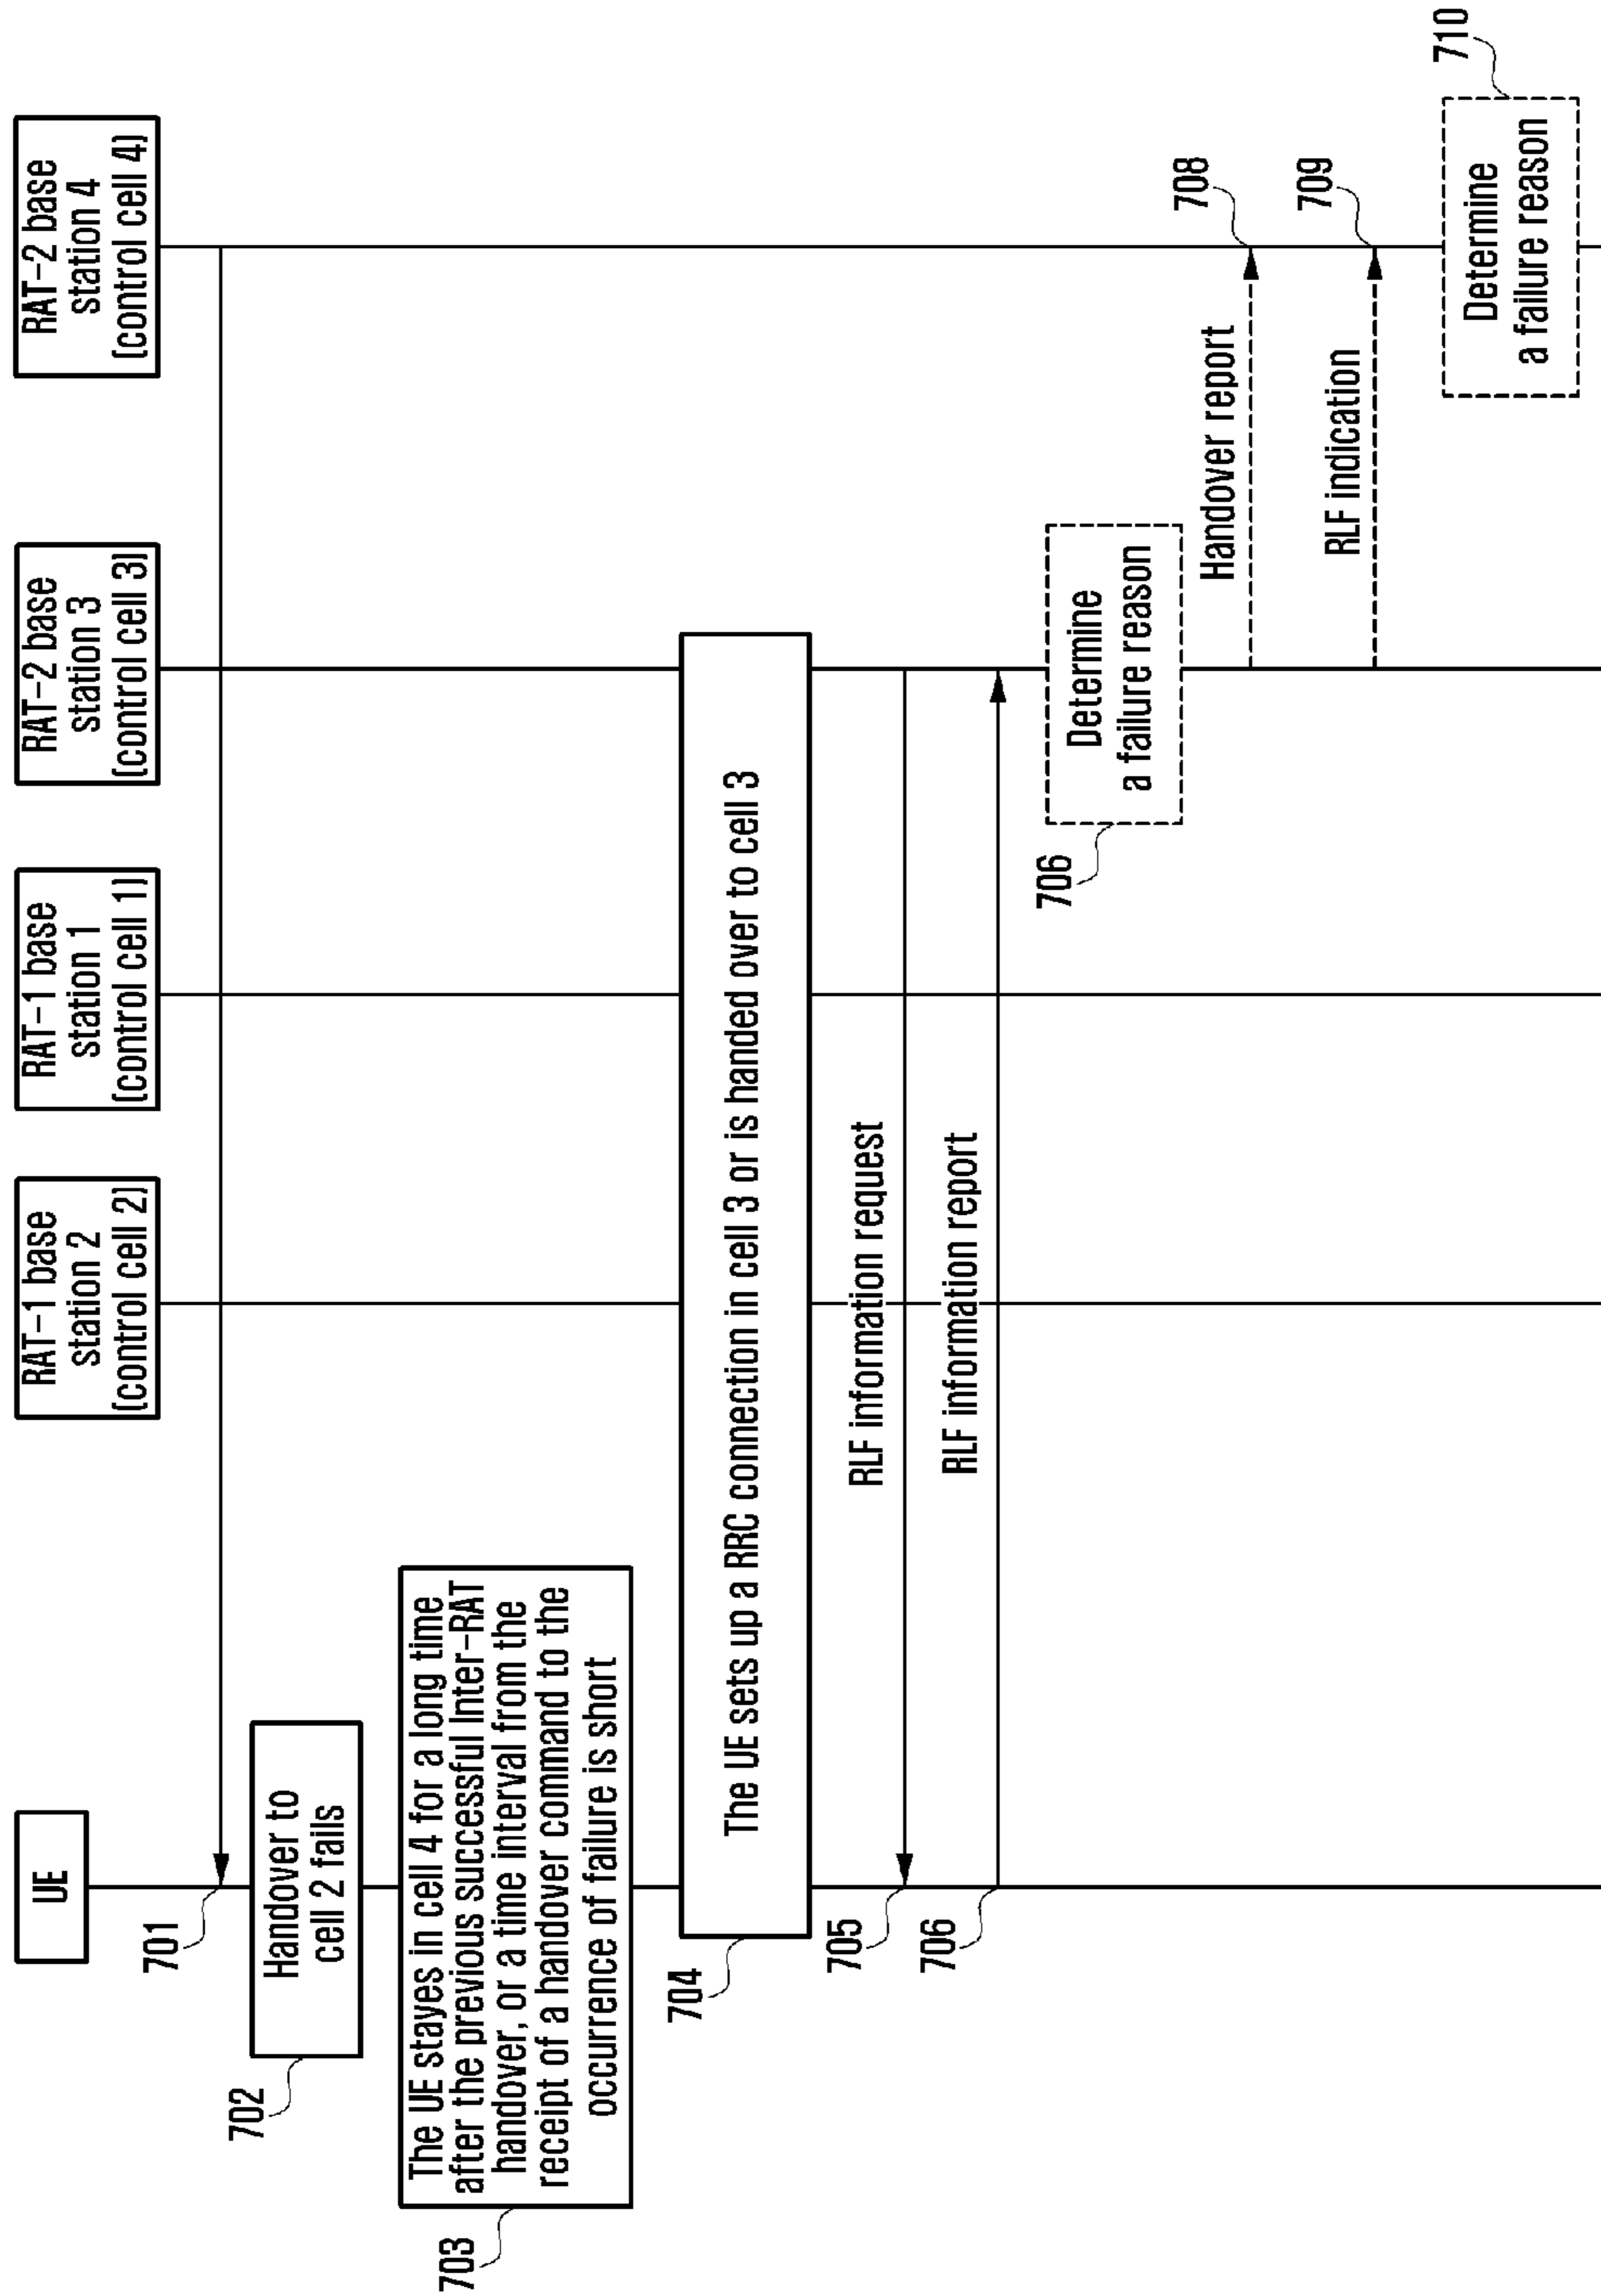 UE
RAT-1 base
station 2
(control cell 2)
RAT-1 base
station 1
(control cell 1)
RAT-2 base
station 3
(control cell 3)
RAT-2 base
station 4
(control cell 4)
701
Handover to
cell 2 fails
702
The UE stayes in cell 4 for a long time
after the previous successful Inter-RAT
handover, or a time interval from the
receipt of a handover command to the
occurrence of failure is short
703
The UE sets up a RRC connection in cell 3 or is handed over to cell 3
704
RLF information request
705
RLF information report
706
Determine
a failure reason
706
Handover report
708
RLF indication
709
Determine
a failure reason
710